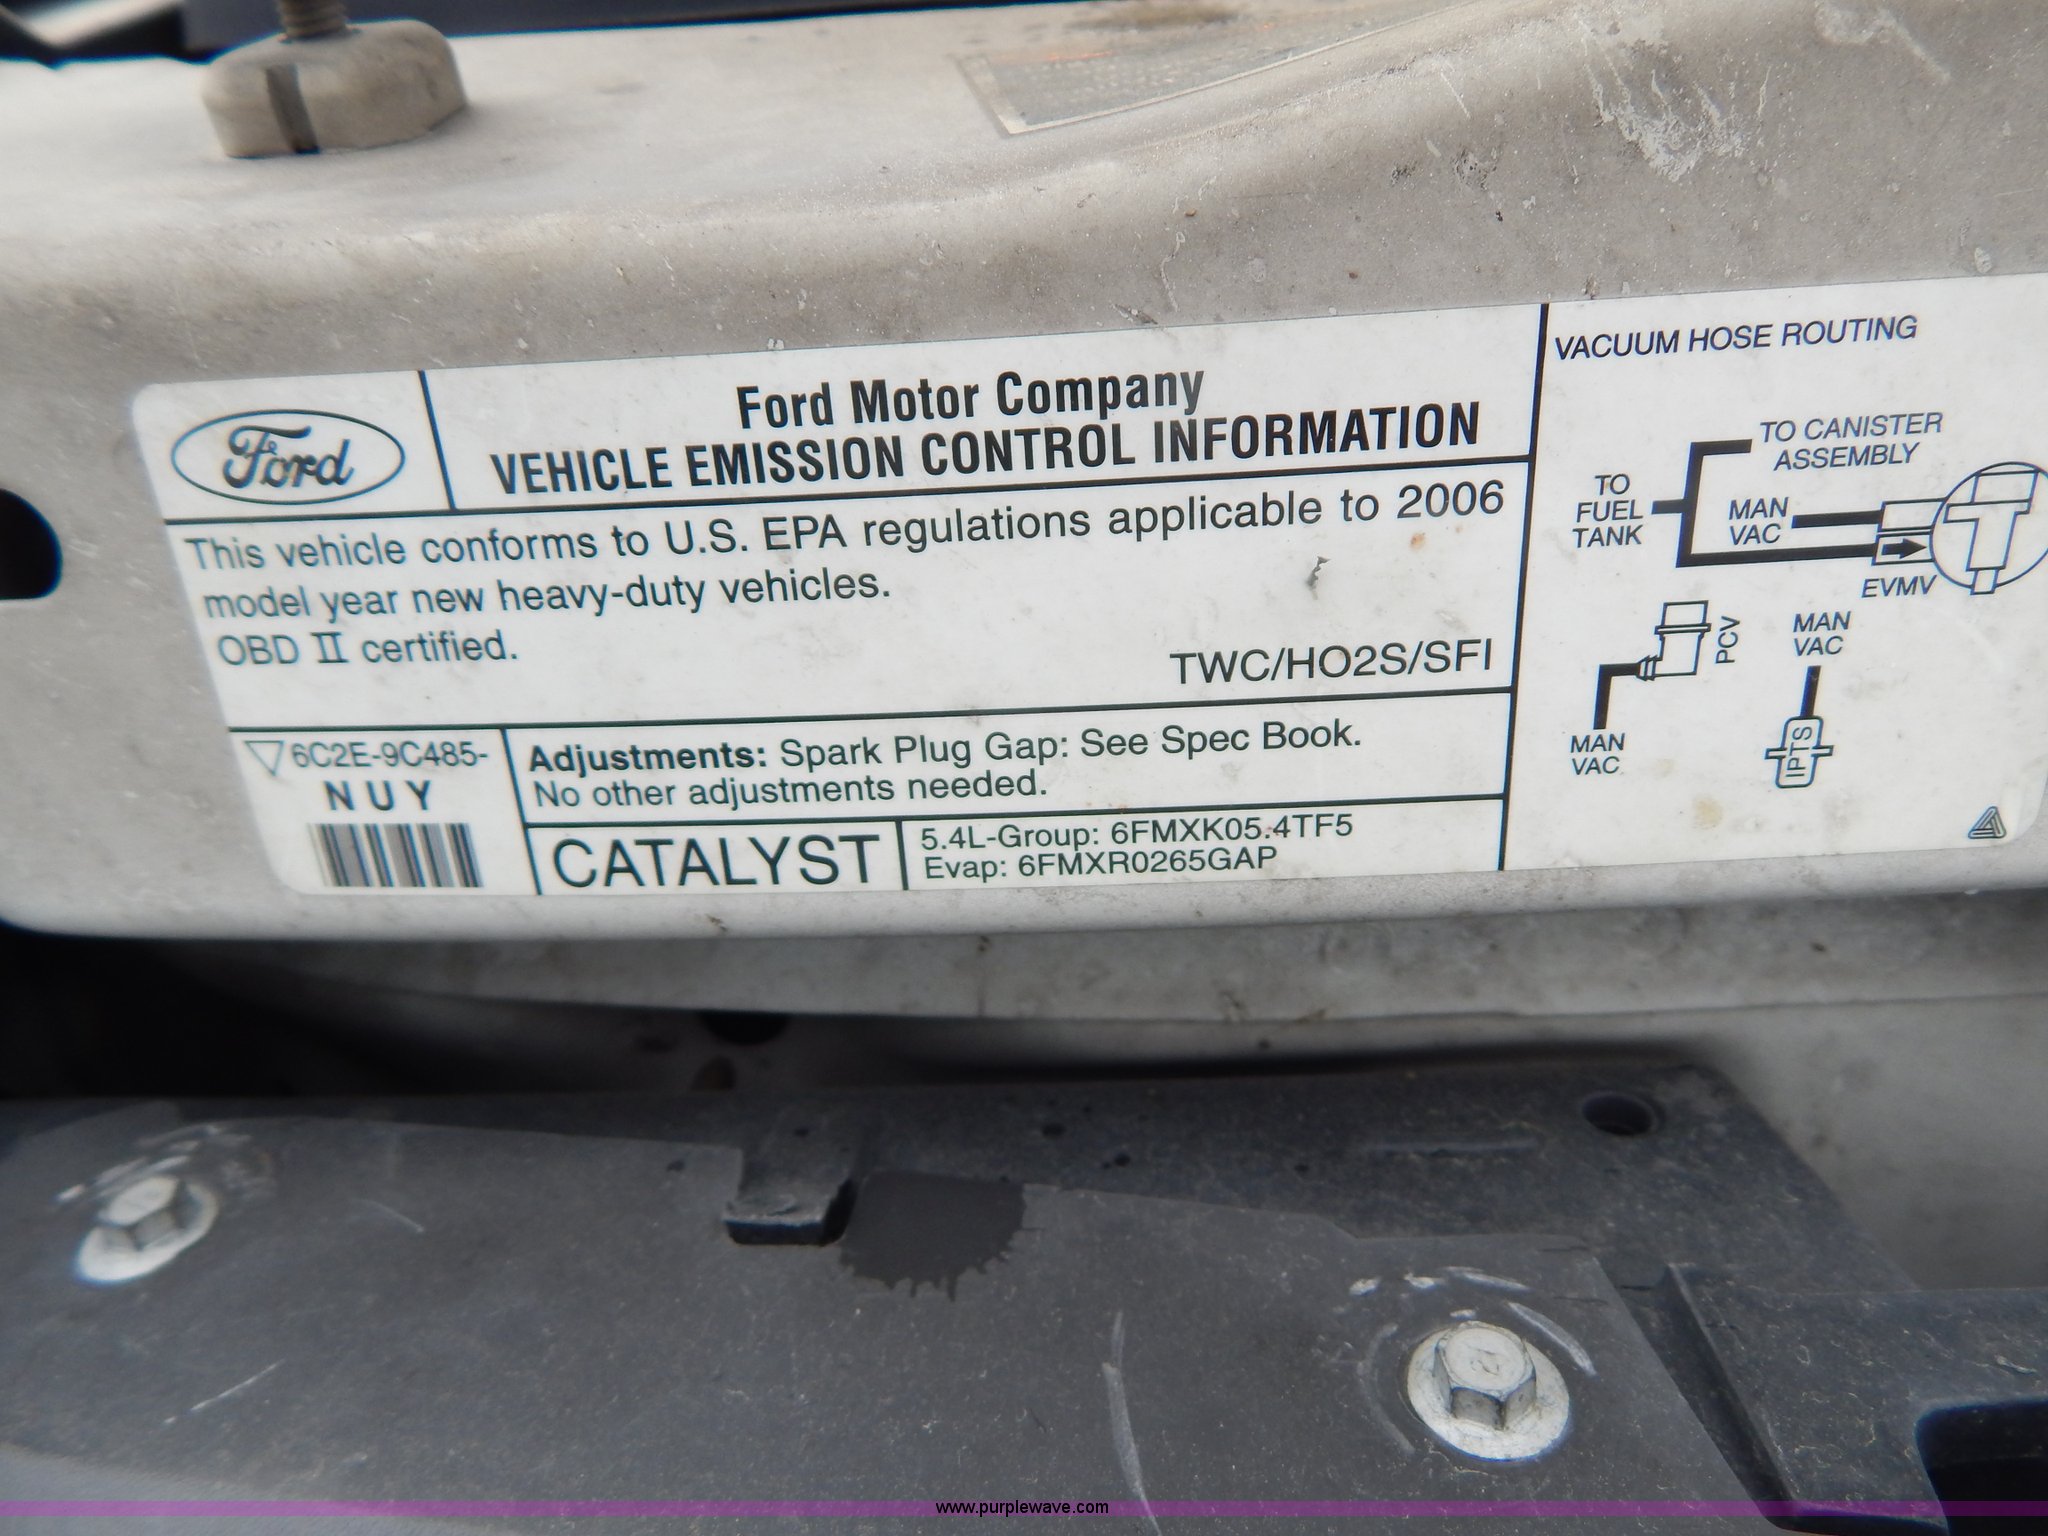 Ford
Ford Motor Company
VEHICLE EMISSION CONTROL INFORMATION
This vehicle conforms to U.S. EPA regulations applicable to 2006
model year new heavy-duty vehicles.
OBD II certified.
TWC/HO2S/SFI
6C2E-9C485-
NUY
Adjustments: Spark Plug Gap: See Spec Book.
No other adjustments needed.
CATALYST
5.4L-Group: 6FMXK05.4TF5
Evap: 6FMXR0265GAP
VACUUM HOSE ROUTING
TO CANISTER
ASSEMBLY
TO
FUEL
TANK
MAN
VAC
EVMV
PCV
MAN
VAC
MAN
VAC
IPTS
www.purplewave.com